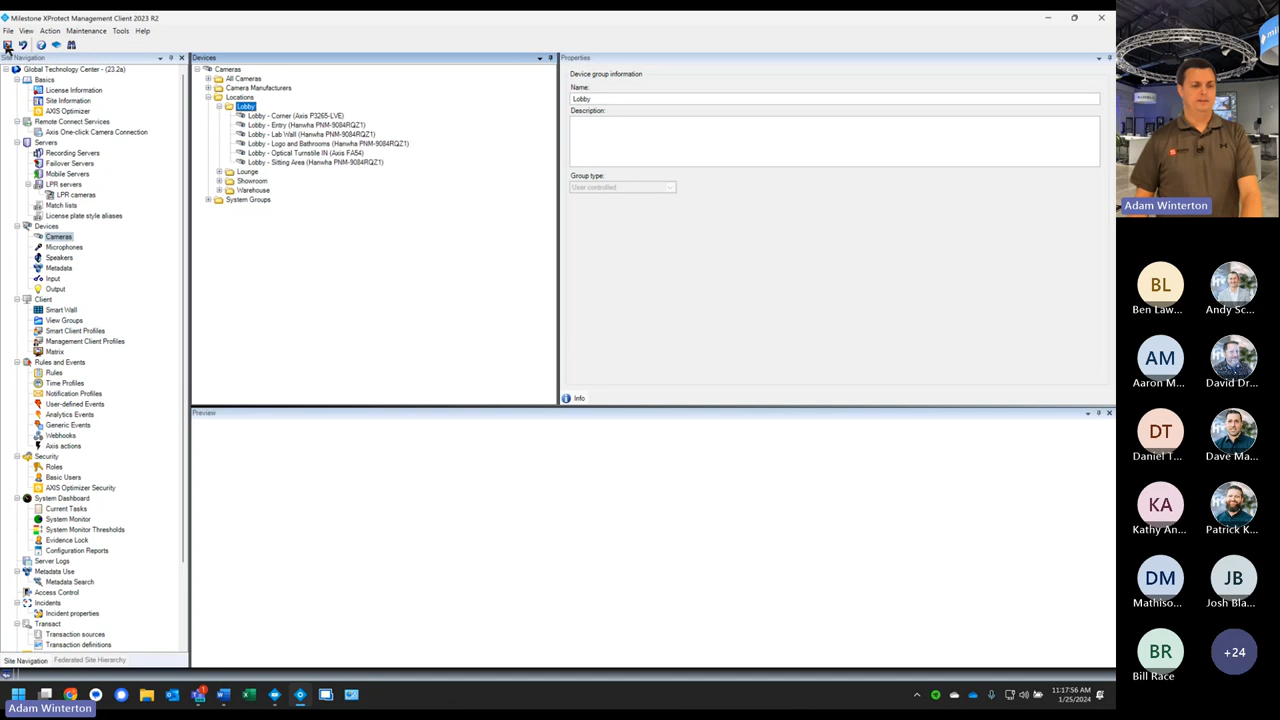 Milestone XProtect Management Client 2023 R2
File View Action Maintenance Tools Help
Site Navigation
Global Technology Center - (23.2a)
Basics
License Information
Site Information
AXIS Optimizer
Remote Connect Services
Axis One-click Camera Connection
Servers
Recording Servers
Failover Servers
Mobile Servers
LPR servers
LPR cameras
Match lists
License plate style aliases
Devices
Cameras
Microphones
Speakers
Metadata
Input
Output
Client
Smart Wall
View Groups
Smart Client Profiles
Management Client Profiles
Matrix
Rules and Events
Rules
Time Profiles
Notification Profiles
User-defined Events
Analytics Events
Generic Events
Webhooks
Axis actions
Security
Roles
Basic Users
AXIS Optimizer Security
System Dashboard
Current Tasks
System Monitor
System Monitor Thresholds
Evidence Lock
Configuration Reports
Server Logs
Metadata Use
Metadata Search
Access Control
Incidents
Incident properties
Transact
Transaction sources
Transaction definitions
Site Navigation Federated Site Hierarchy
Devices
Cameras
All Cameras
Camera Manufacturers
Locations
Lobby
Lobby - Corner (Axis P3265-LVE)
Lobby - Entry (Hanwha PNM-9084RQZ1)
Lobby - Lab Wall (Hanwha PNM-9084RQZ1)
Lobby - Logo and Bathrooms (Hanwha PNM-9084RQZ1)
Lobby - Optical Turnstile IN (Axis FA54)
Lobby - Sitting Area (Hanwha PNM-9084RQZ1)
Lounge
Showroom
Warehouse
System Groups
Properties
Device group information
Name:
Lobby
Description:
Group type:
User controlled
Info
Preview
Adam Winterton
BL
Ben Law...
Andy Sc...
AM
Aaron M...
David Dr...
DT
Daniel T...
Dave Ma...
KA
Kathy An...
Patrick K...
DM
Mathiso...
JB
Josh Bla...
BR
Bill Race
+24
11:17:56 AM
1/25/2024
Adam Winterton